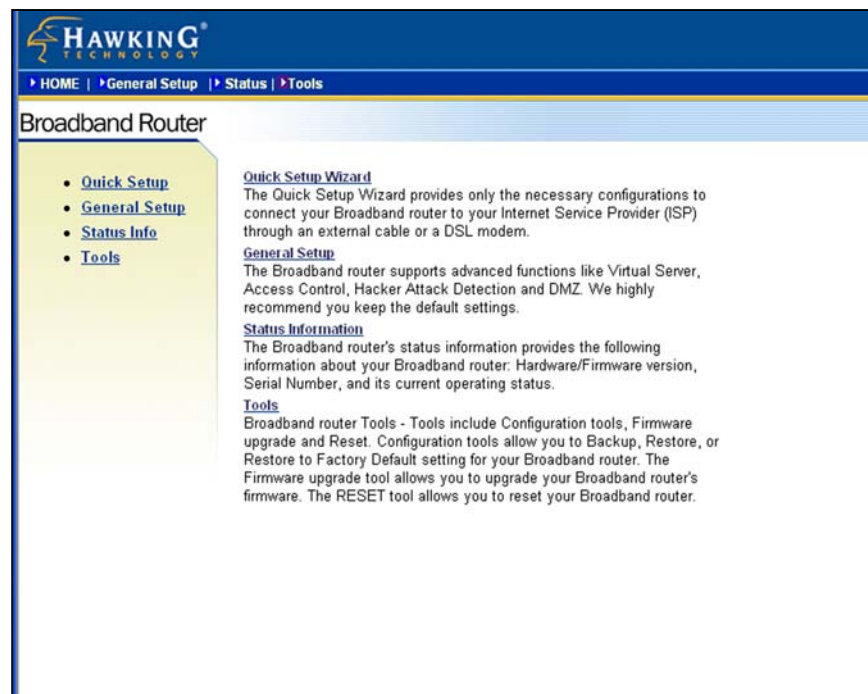 HAWKING®
TECHNOLOGY
HOME | General Setup | Status | Tools
Broadband Router
Quick Setup
General Setup
Status Info
Tools
Quick Setup Wizard
The Quick Setup Wizard provides only the necessary configurations to
connect your Broadband router to your Internet Service Provider (ISP)
through an external cable or a DSL modem.
General Setup
The Broadband router supports advanced functions like Virtual Server,
Access Control, Hacker Attack Detection and DMZ. We highly
recommend you keep the default settings.
Status Information
The Broadband router's status information provides the following
information about your Broadband router: Hardware/Firmware version,
Serial Number, and its current operating status.
Tools
Broadband router Tools - Tools include Configuration tools, Firmware
upgrade and Reset. Configuration tools allow you to Backup, Restore, or
Restore to Factory Default setting for your Broadband router. The
Firmware upgrade tool allows you to upgrade your Broadband router's
firmware. The RESET tool allows you to reset your Broadband router.